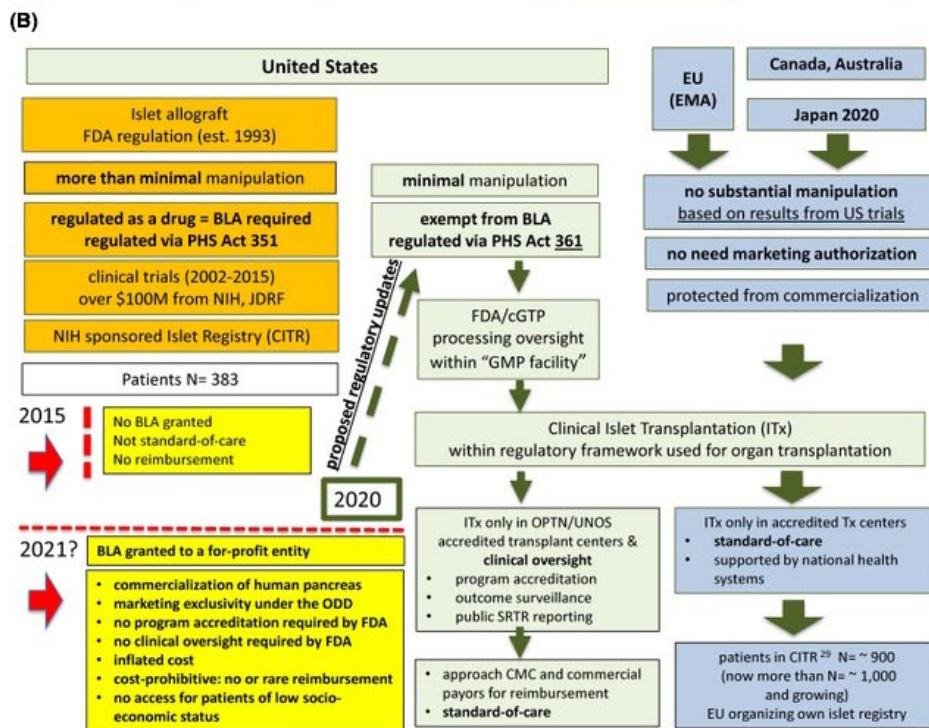 (B)
United States
Islet allograft
FDA regulation (est. 1993)
more than minimal manipulation
regulated as a drug = BLA required
regulated via PHS Act 351
clinical trials (2002-2015)
over $100M from NIH, JDRF
NIH sponsored Islet Registry (CITR)
Patients N= 383
2015
No BLA granted
Not standard-of-care
No reimbursement
proposed regulatory updates
2020
2021?
BLA granted to a for-profit entity
• commercialization of human pancreas
• marketing exclusivity under the ODD
• no program accreditation required by FDA
• no clinical oversight required by FDA
• inflated cost
• cost-prohibitive: no or rare reimbursement
• no access for patients of low socio-
economic status
minimal manipulation
exempt from BLA
regulated via PHS Act 361
FDA/cGTP
processing oversight
within “GMP facility”
EU
(EMA)
Canada, Australia
Japan 2020
no substantial manipulation
based on results from US trials
no need marketing authorization
protected from commercialization
Clinical Islet Transplantation (ITx)
within regulatory framework used for organ transplantation
ITx only in OPTN/UNOS
accredited transplant centers &
clinical oversight
• program accreditation
• outcome surveillance
• public SRTR reporting
approach CMC and commercial
payors for reimbursement
• standard-of-care
ITx only in accredited Tx centers
• standard-of-care
• supported by national health
systems
patients in CITR 29 N= ~ 900
(now more than N= ~ 1,000
and growing)
EU organizing own islet registry